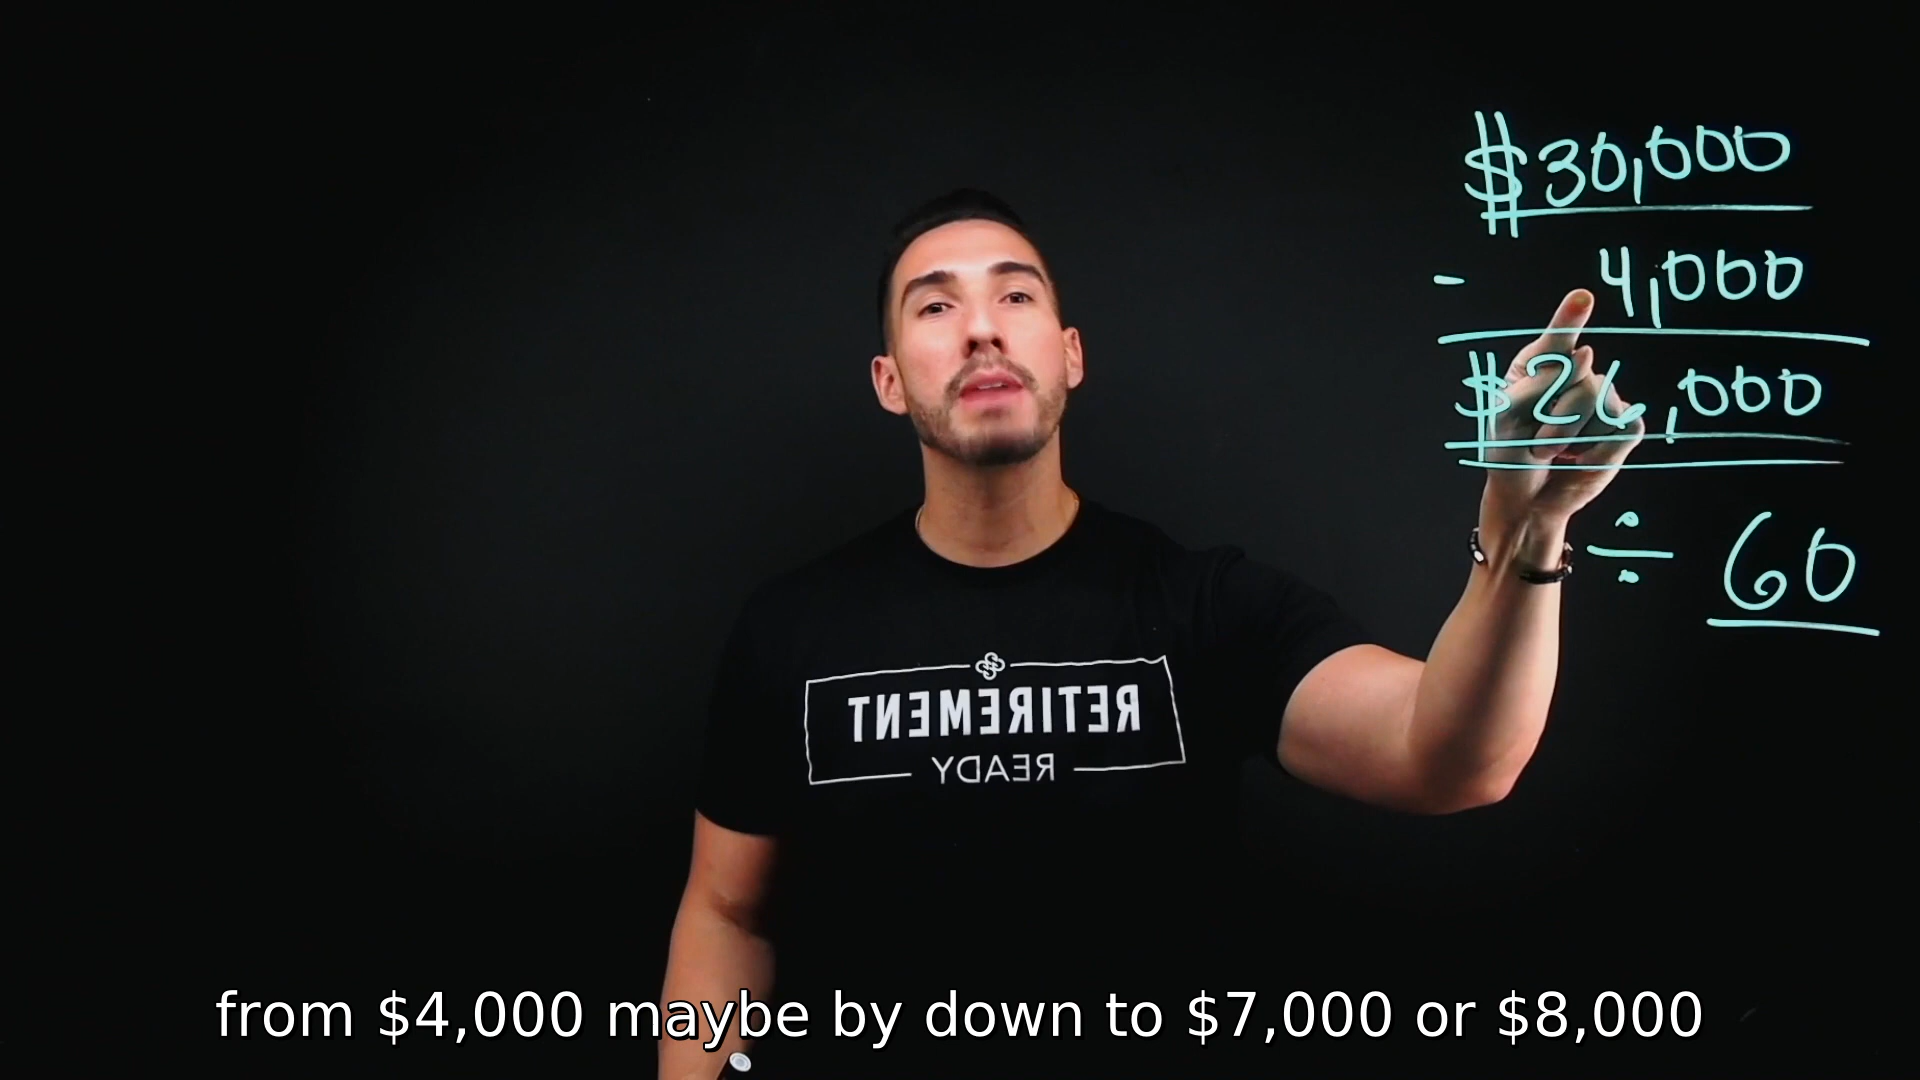 $30,000
- 4,000
$26,000
÷ 60
RETIREMENT
READY
from $4,000 maybe by down to $7,000 or $8,000